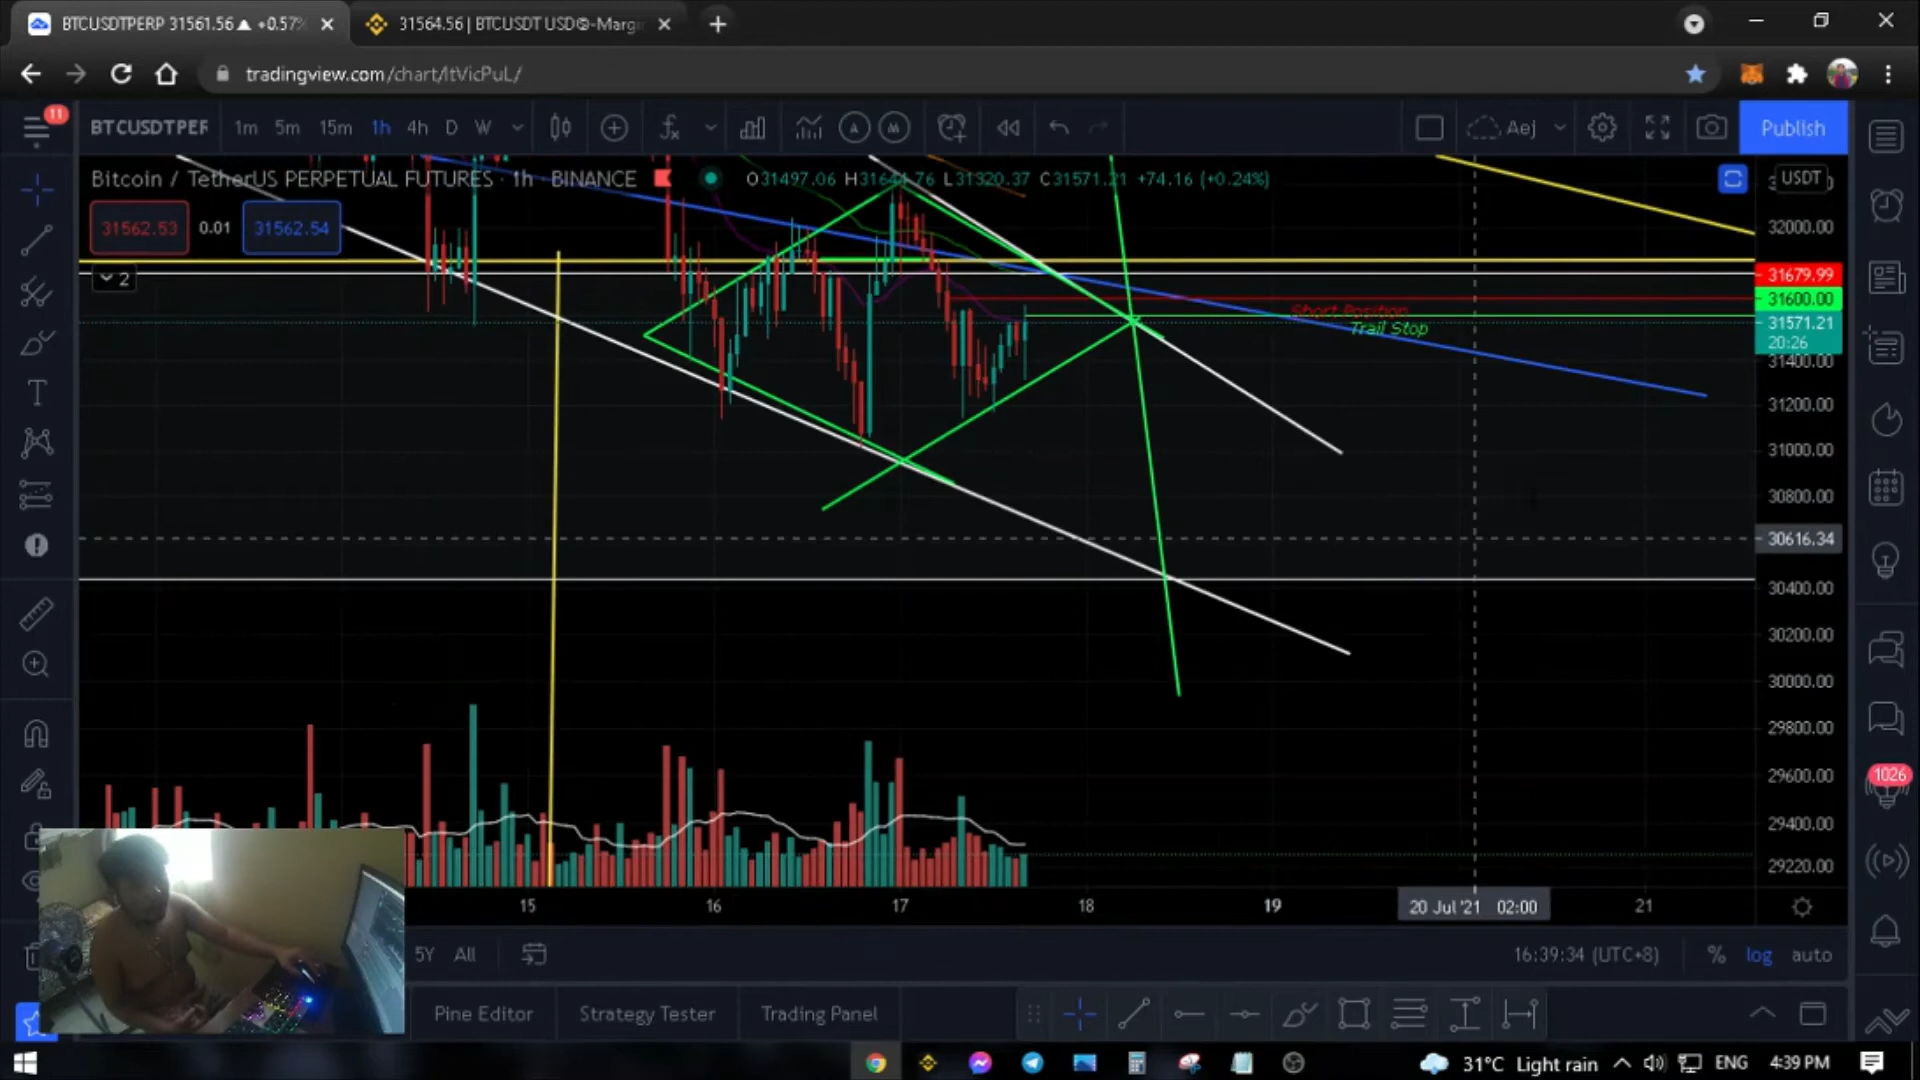 BTCUSDTPERP 31561.56 ▲ +0.57%
31564.56 | BTCUSDT USDⓈ-Margi
tradingview.com/chart/ItVicPuL/
11
BTCUSDTPER 1m 5m 15m 1h 4h D W
Aej
Publish
Bitcoin / TetherUS PERPETUAL FUTURES · 1h · BINANCE
O31497.06 H31644.76 L31320.37 C31571.21 +74.16 (+0.24%)
USDT
31562.53 0.01 31562.54
2
32000.00
31679.99
31600.00
31571.21
20:26
31400.00
31200.00
31000.00
30800.00
30616.34
30400.00
30200.00
30000.00
29800.00
29600.00
29400.00
29220.00
Short Position
Trail Stop
1026
15 16 17 18 19 20 Jul '21 02:00 21
5Y All
16:39:34 (UTC+8) % log auto
Pine Editor Strategy Tester Trading Panel
31°C Light rain ENG 4:39 PM